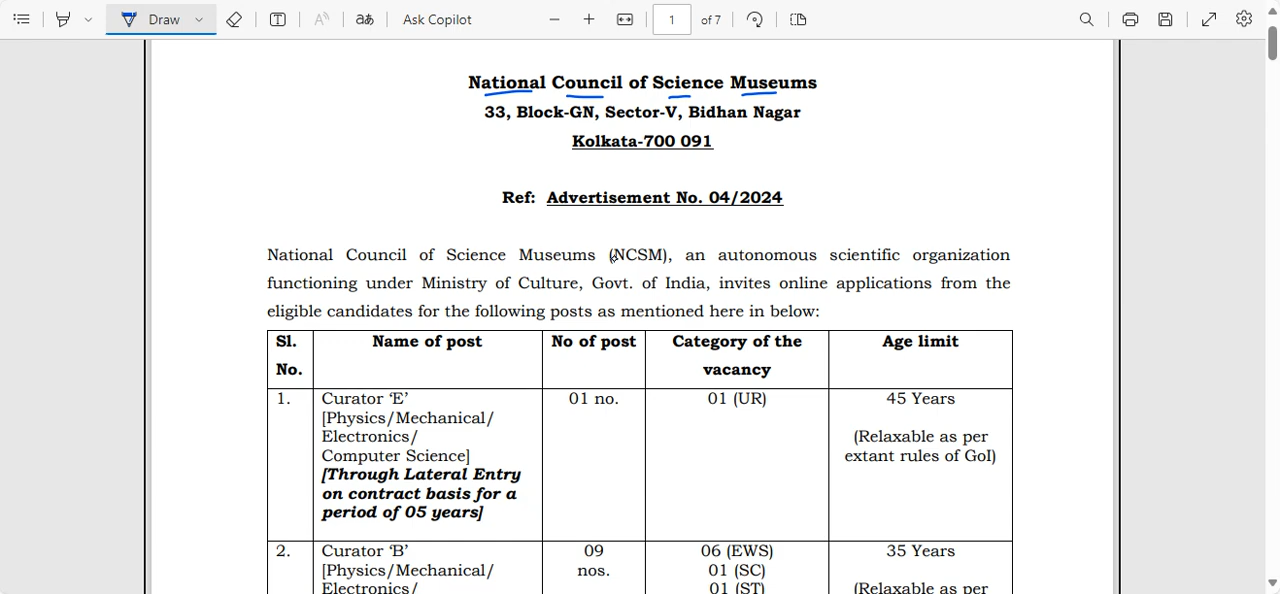 Draw
Ask Copilot
1
of 7
National Council of Science Museums
33, Block-GN, Sector-V, Bidhan Nagar
Kolkata-700 091
Ref: Advertisement No. 04/2024
National Council of Science Museums (NCSM), an autonomous scientific organization
functioning under Ministry of Culture, Govt. of India, invites online applications from the
eligible candidates for the following posts as mentioned here in below:
Sl. No.
Name of post
No of post
Category of the vacancy
Age limit
1.
Curator ‘E’
[Physics/Mechanical/
Electronics/
Computer Science]
[Through Lateral Entry
on contract basis for a
period of 05 years]
01 no.
01 (UR)
45 Years
(Relaxable as per
extant rules of GoI)
2.
Curator ‘B’
[Physics/Mechanical/
Electronics/
09
nos.
06 (EWS)
01 (SC)
01 (ST)
35 Years
(Relaxable as per